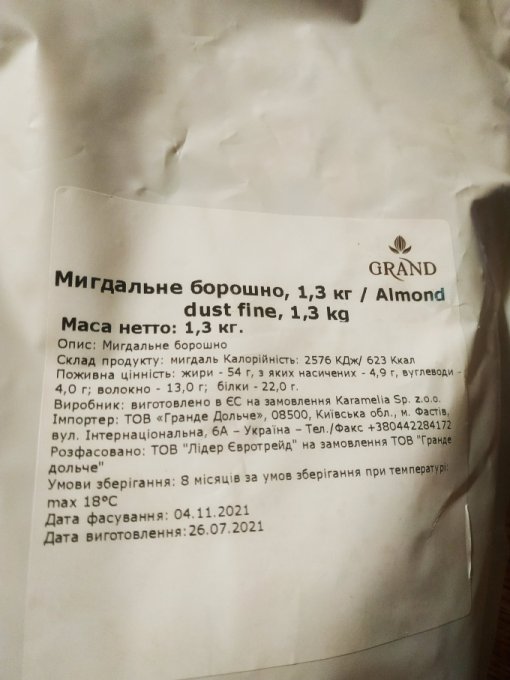 GRAND
Мигдальне борошно, 1,3 кг / Almond
dust fine, 1,3 kg
Маса нетто: 1,3 кг.
Опис: Мигдальне борошно
Склад продукту: мигдаль Калорійність: 2576 КДж/ 623 Ккал
Поживна цінність: жири - 54 г, з яких насичених - 4,9 г, вуглеводи -
4,0 г; волокно - 13,0 г; білки - 22,0 г.
Виробник: виготовлено в ЄС на замовлення Karamelia Sp. z.o.o.
Імпортер: ТОВ «Гранде Дольче», 08500, Київська обл., м. Фастів,
вул. Інтернаціональна, 6А – Україна – Тел./Факс +380442284172
Розфасовано: ТОВ "Лідер Євротрейд" на замовлення ТОВ "Гранде
дольче"
Умови зберігання: 8 місяців за умов зберігання при температурі:
max 18°C
Дата фасування: 04.11.2021
Дата виготовлення:26.07.2021